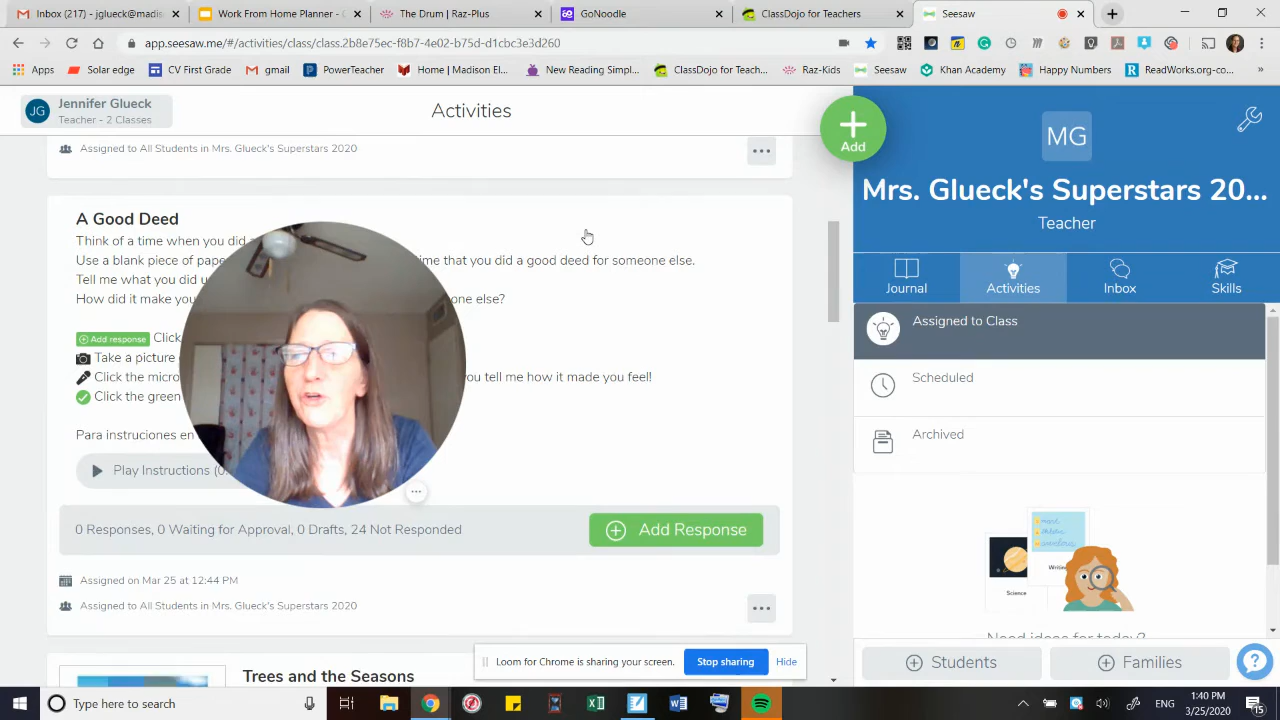 Inbox (217) - jglueck@madis
Work From Home Planner - G
The Drum | Raz-Plus
GoNoodle
ClassDojo for Teachers
Seesaw
app.seesaw.me/#/activities/class/class.2b8e75ec-f8b7-4e02-b75d-d1cbc3e3d260
Apps
Solar edge
CV First Grade
gmail
PowerTeacher
Home | Madison El...
New Reading Simpl...
ClassDojo for Teach...
Raz-Kids
Seesaw
Khan Academy
Happy Numbers
ReadWorks.org-co...
JG
Jennifer Glueck
Teacher - 2 Classes
Activities
Add
Assigned to All Students in Mrs. Glueck's Superstars 2020
A Good Deed
Think of a time when you did
Use a blank piece of pape
ime that you did a good deed for someone else.
Tell me what you did
How did it make you
one else?
Add response Click
Take a picture
Click the micro
you tell me how it made you feel!
Click the green
Para instruciones en
Play Instructions (0:
0 Responses, 0 Waiting for Approval, 0 Drafts, 24 Not Responded
Add Response
Assigned on Mar 25 at 12:44 PM
Assigned to All Students in Mrs. Glueck's Superstars 2020
Trees and the Seasons
MG
Mrs. Glueck's Superstars 20...
Teacher
Journal
Activities
Inbox
Skills
Assigned to Class
Scheduled
Archived
Science
Need ideas for today?
Students
Families
Loom for Chrome is sharing your screen.
Stop sharing
Hide
Type here to search
ENG
1:40 PM
3/25/2020
15